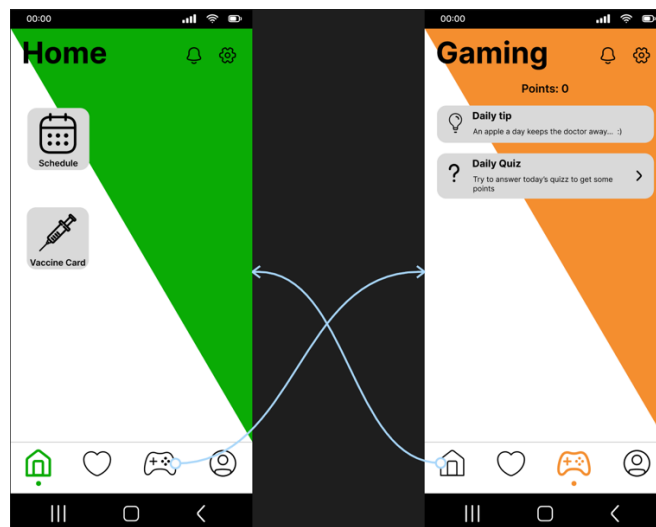 00:00
Home
Schedule
Vaccine Card
00:00
Gaming
Points: 0
Daily tip
An apple a day keeps the doctor away... :)
Daily Quiz
Try to answer today's quizz to get some
points